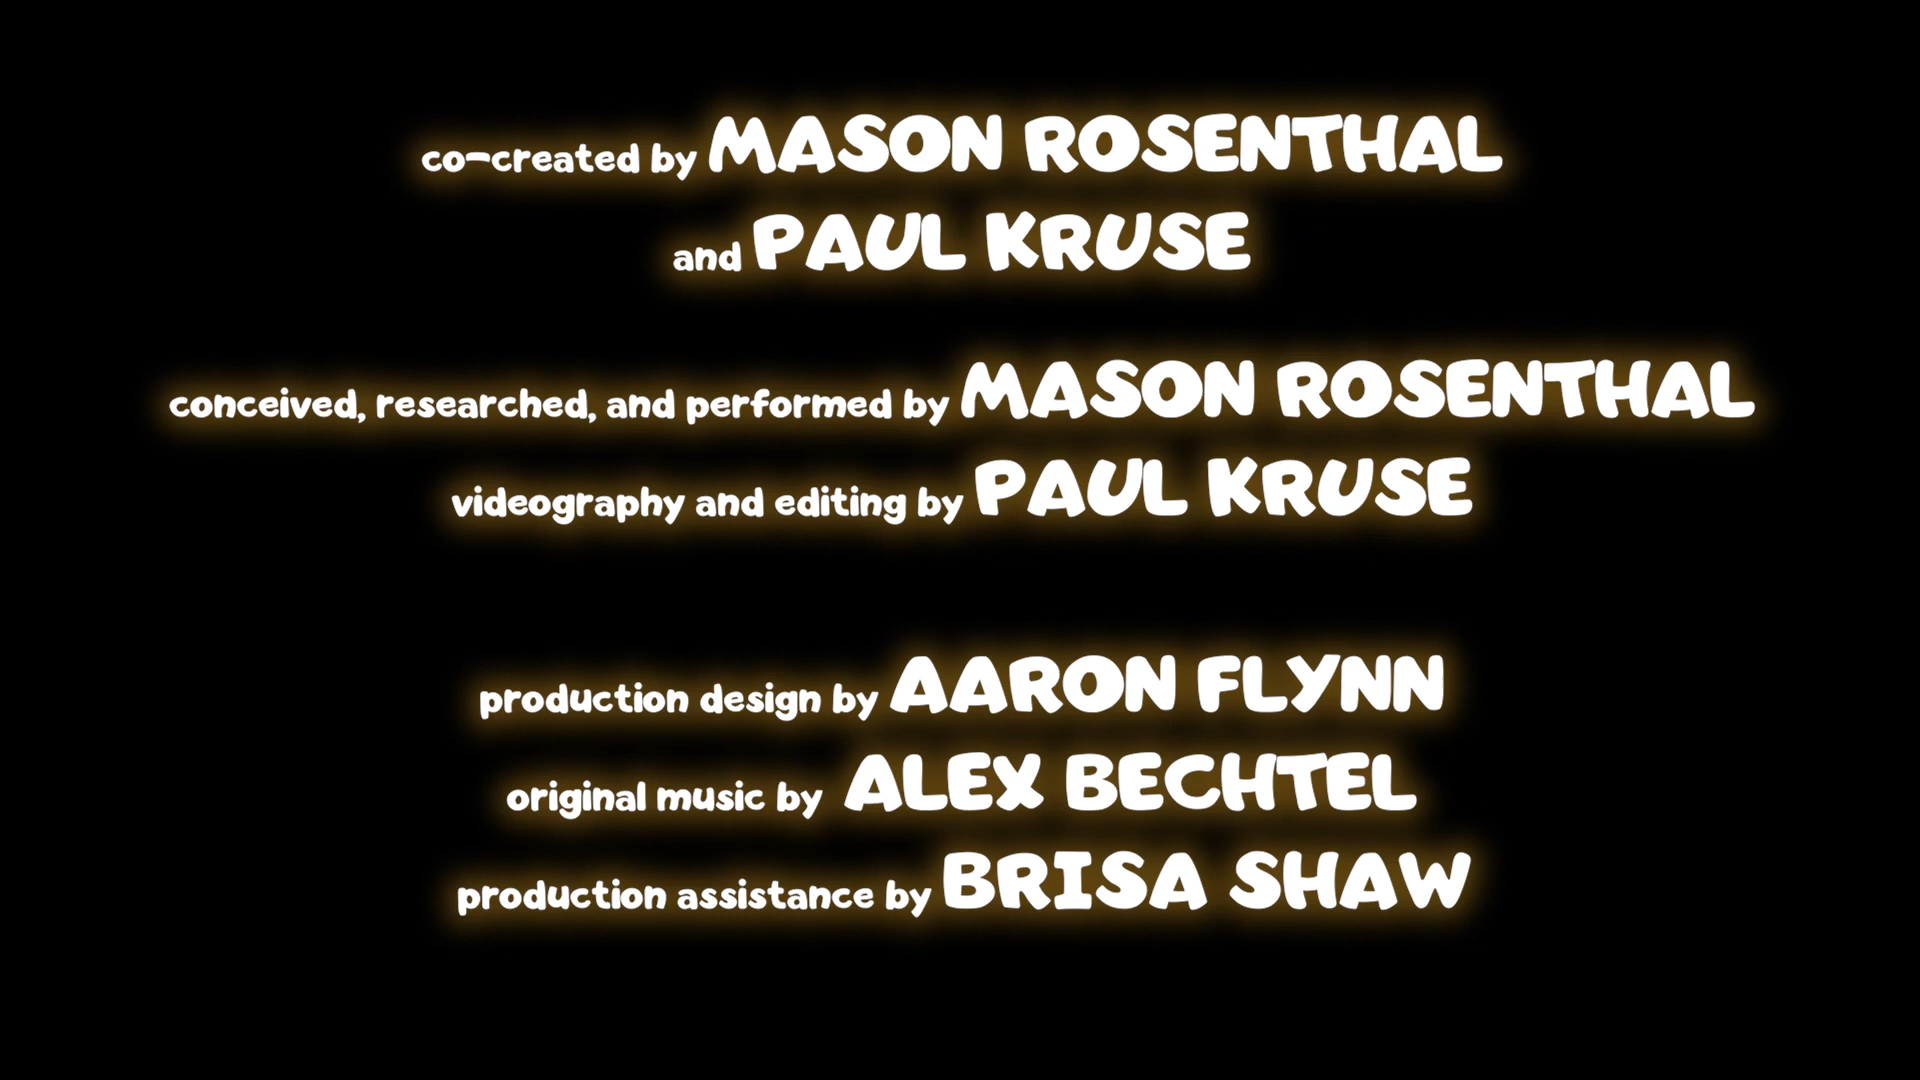 co-created by MASON ROSENTHAL
and PAUL KRUSE
conceived, researched, and performed by MASON ROSENTHAL
videography and editing by PAUL KRUSE
production design by AARON FLYNN
original music by ALEX BECHTEL
production assistance by BRISA SHAW